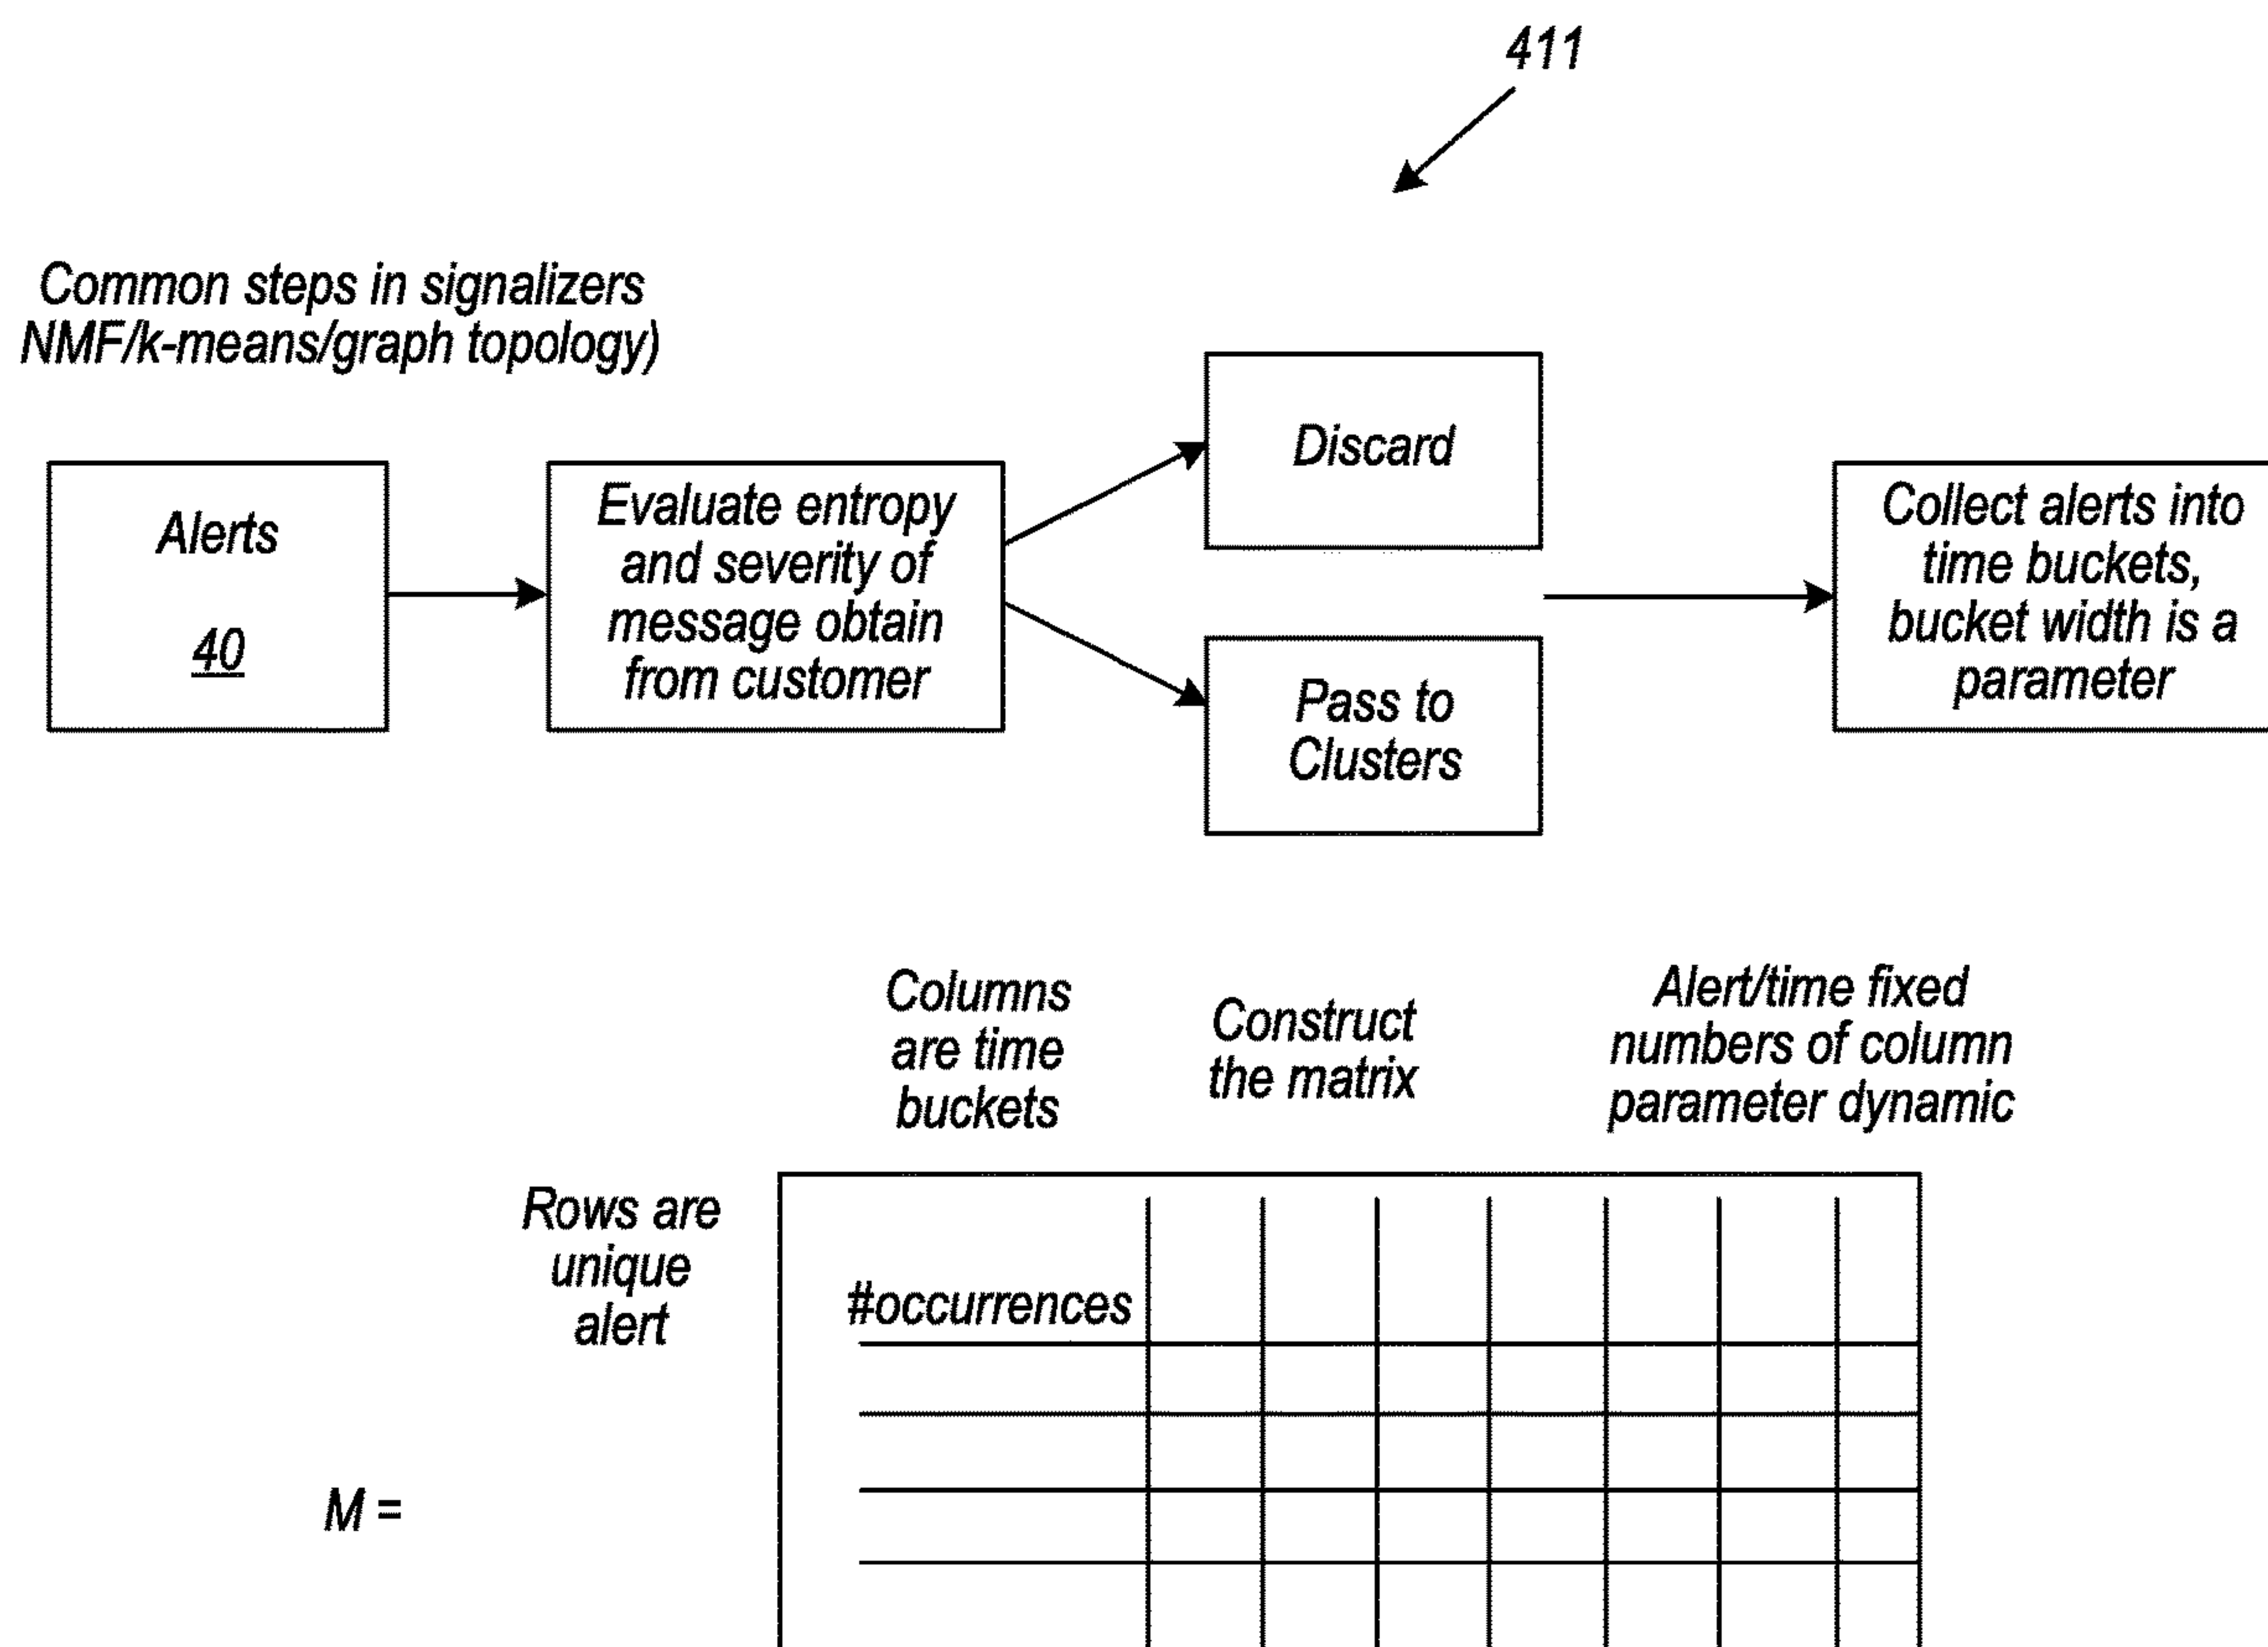 411
Common steps in signalizers
NMF/k-means/graph topology)
Alerts
40
Evaluate entropy
and severity of
message obtain
from customer
Discard
Pass to
Clusters
Collect alerts into
time buckets,
bucket width is a
parameter
Columns
are time
buckets
Construct
the matrix
Alert/time fixed
numbers of column
parameter dynamic
Rows are
unique
alert
#occurrences
M =